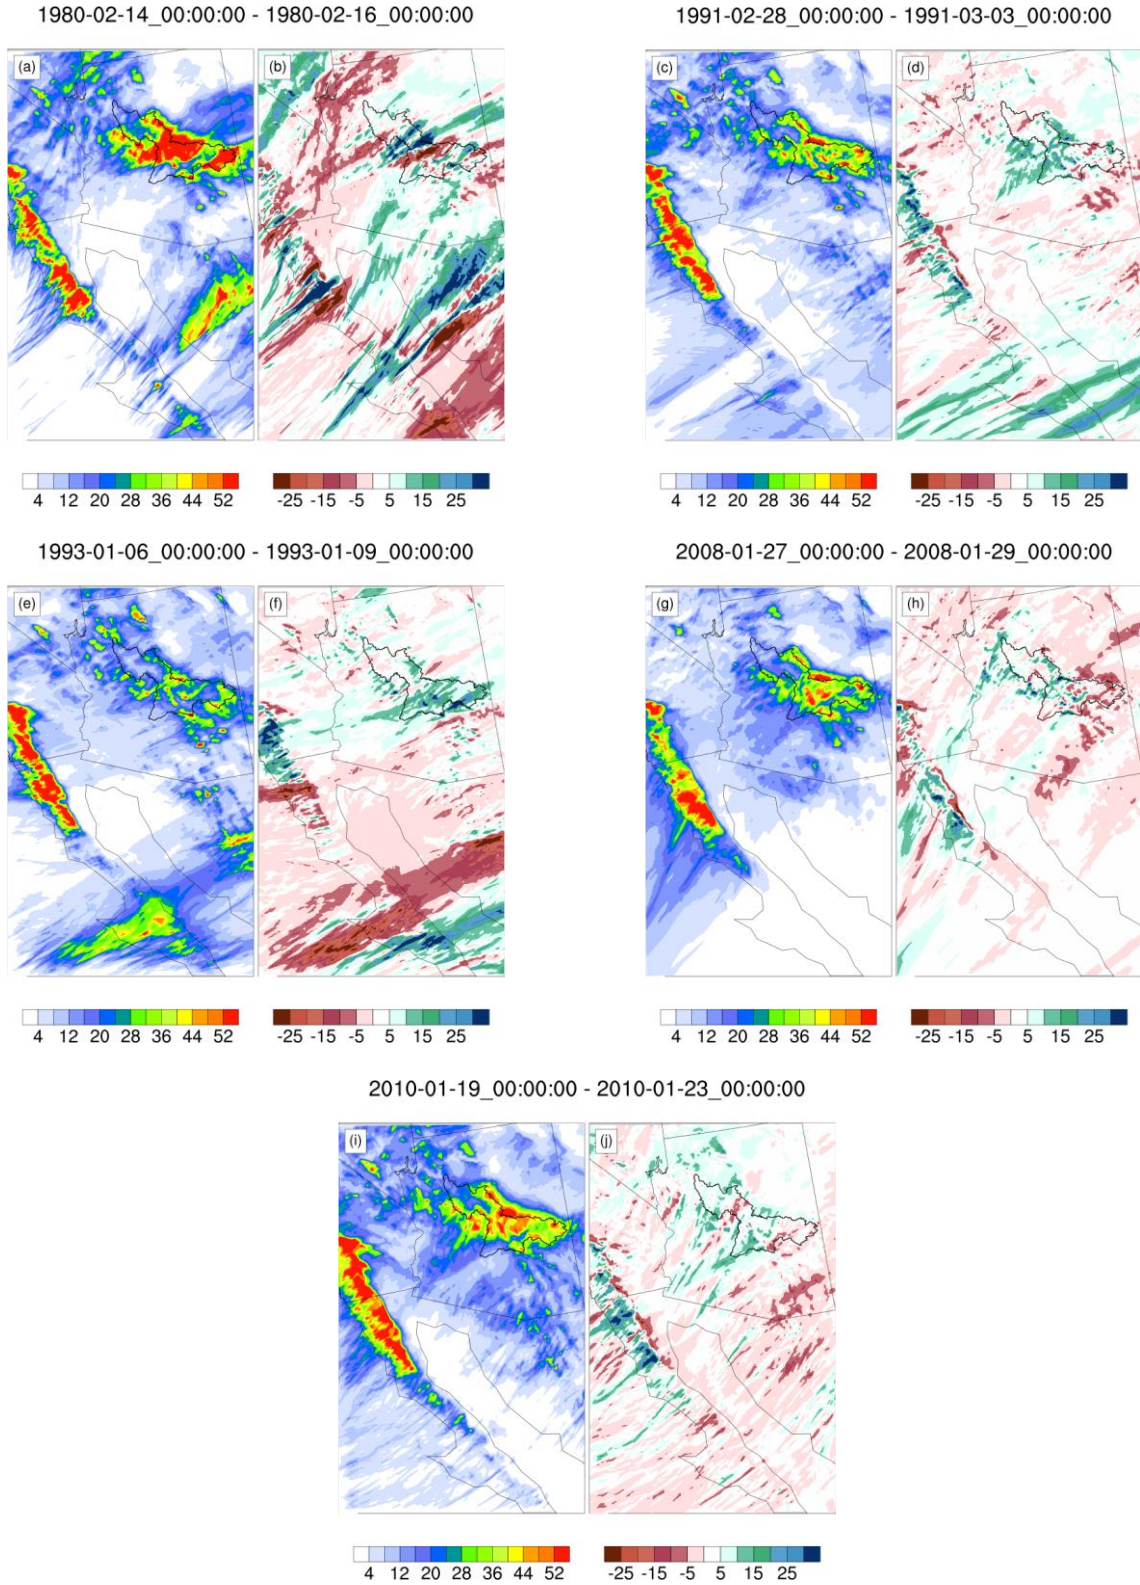 1980-02-14_00:00:00 - 1980-02-16_00:00:00
1991-02-28_00:00:00 - 1991-03-03_00:00:00
(a)
(b)
(c)
(d)
4 12 20 28 36 44 52
-25 -15 -5 5 15 25
4 12 20 28 36 44 52
-25 -15 -5 5 15 25
1993-01-06_00:00:00 - 1993-01-09_00:00:00
2008-01-27_00:00:00 - 2008-01-29_00:00:00
(e)
(f)
(g)
(h)
4 12 20 28 36 44 52
-25 -15 -5 5 15 25
4 12 20 28 36 44 52
-25 -15 -5 5 15 25
2010-01-19_00:00:00 - 2010-01-23_00:00:00
(i)
(j)
4 12 20 28 36 44 52
-25 -15 -5 5 15 25